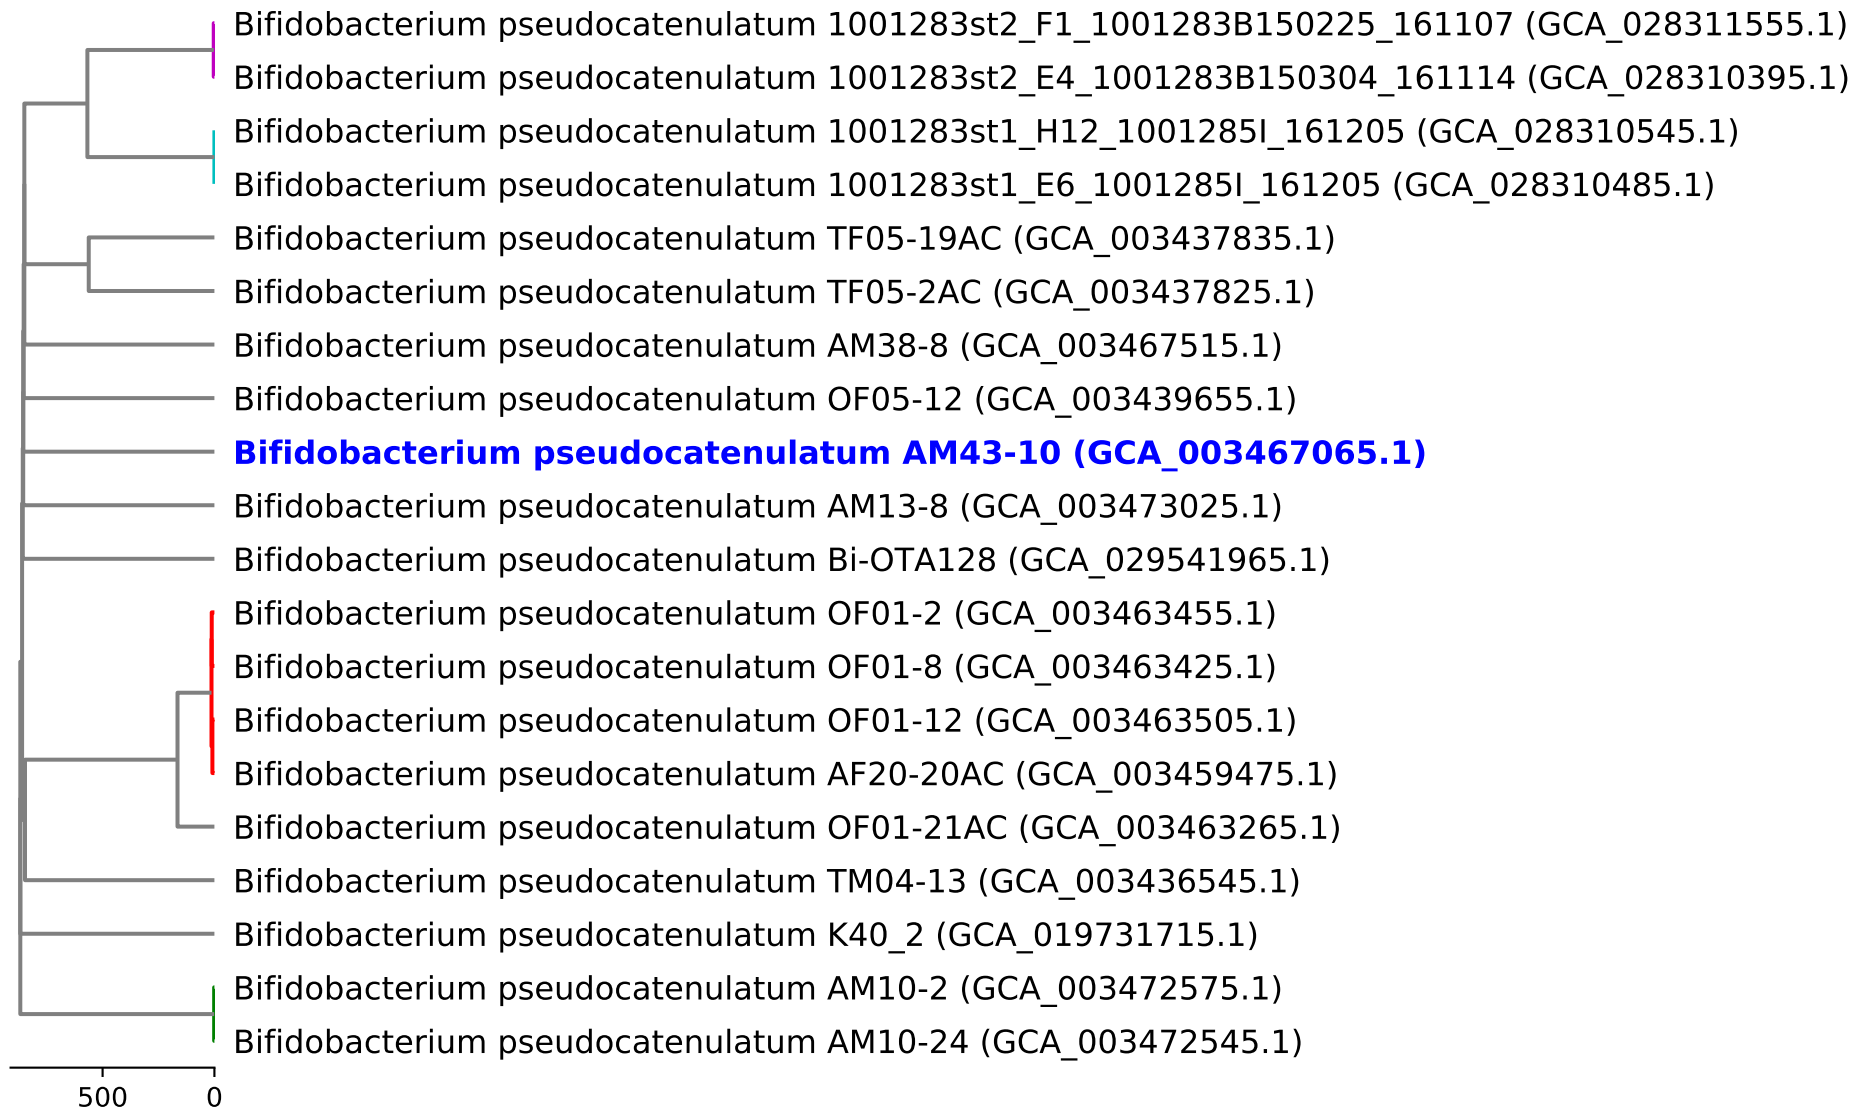 Bifidobacterium pseudocatenulatum 1001283st2_F1_1001283B150225_161107 (GCA_028311555.1)
Bifidobacterium pseudocatenulatum 1001283st2_E4_1001283B150304_161114 (GCA_028310395.1)
Bifidobacterium pseudocatenulatum 1001283st1_H12_1001285I_161205 (GCA_028310545.1)
Bifidobacterium pseudocatenulatum 1001283st1_E6_1001285I_161205 (GCA_028310485.1)
Bifidobacterium pseudocatenulatum TF05-19AC (GCA_003437835.1)
Bifidobacterium pseudocatenulatum TF05-2AC (GCA_003437825.1)
Bifidobacterium pseudocatenulatum AM38-8 (GCA_003467515.1)
Bifidobacterium pseudocatenulatum OF05-12 (GCA_003439655.1)
Bifidobacterium pseudocatenulatum AM43-10 (GCA_003467065.1)
Bifidobacterium pseudocatenulatum AM13-8 (GCA_003473025.1)
Bifidobacterium pseudocatenulatum Bi-OTA128 (GCA_029541965.1)
Bifidobacterium pseudocatenulatum OF01-2 (GCA_003463455.1)
Bifidobacterium pseudocatenulatum OF01-8 (GCA_003463425.1)
Bifidobacterium pseudocatenulatum OF01-12 (GCA_003463505.1)
Bifidobacterium pseudocatenulatum AF20-20AC (GCA_003459475.1)
Bifidobacterium pseudocatenulatum OF01-21AC (GCA_003463265.1)
Bifidobacterium pseudocatenulatum TM04-13 (GCA_003436545.1)
Bifidobacterium pseudocatenulatum K40_2 (GCA_019731715.1)
Bifidobacterium pseudocatenulatum AM10-2 (GCA_003472575.1)
Bifidobacterium pseudocatenulatum AM10-24 (GCA_003472545.1)
500 0